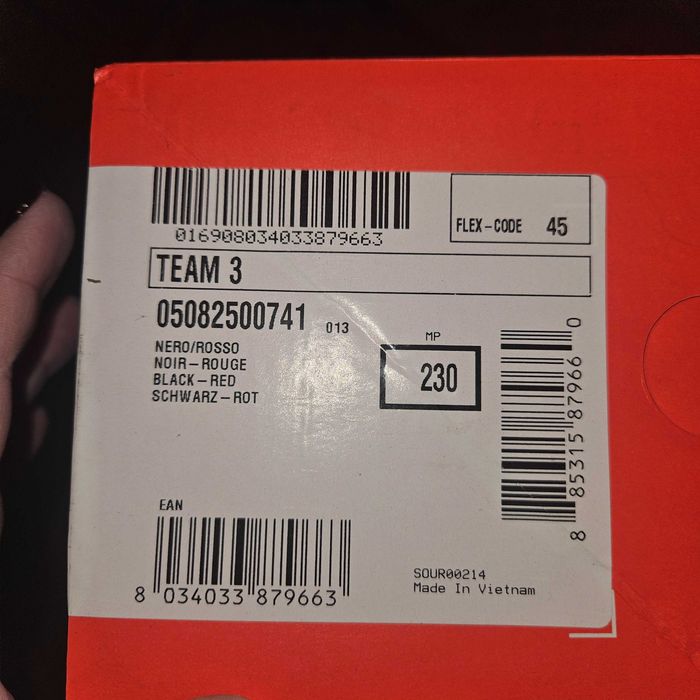 016908034033879663
FLEX-CODE 45
TEAM 3
05082500741 013
NERO/ROSSO
NOIR-ROUGE
BLACK-RED
SCHWARZ-ROT
MP
230
8 85315 87966 0
EAN
8 034033 879663
SOUR00214
Made In Vietnam